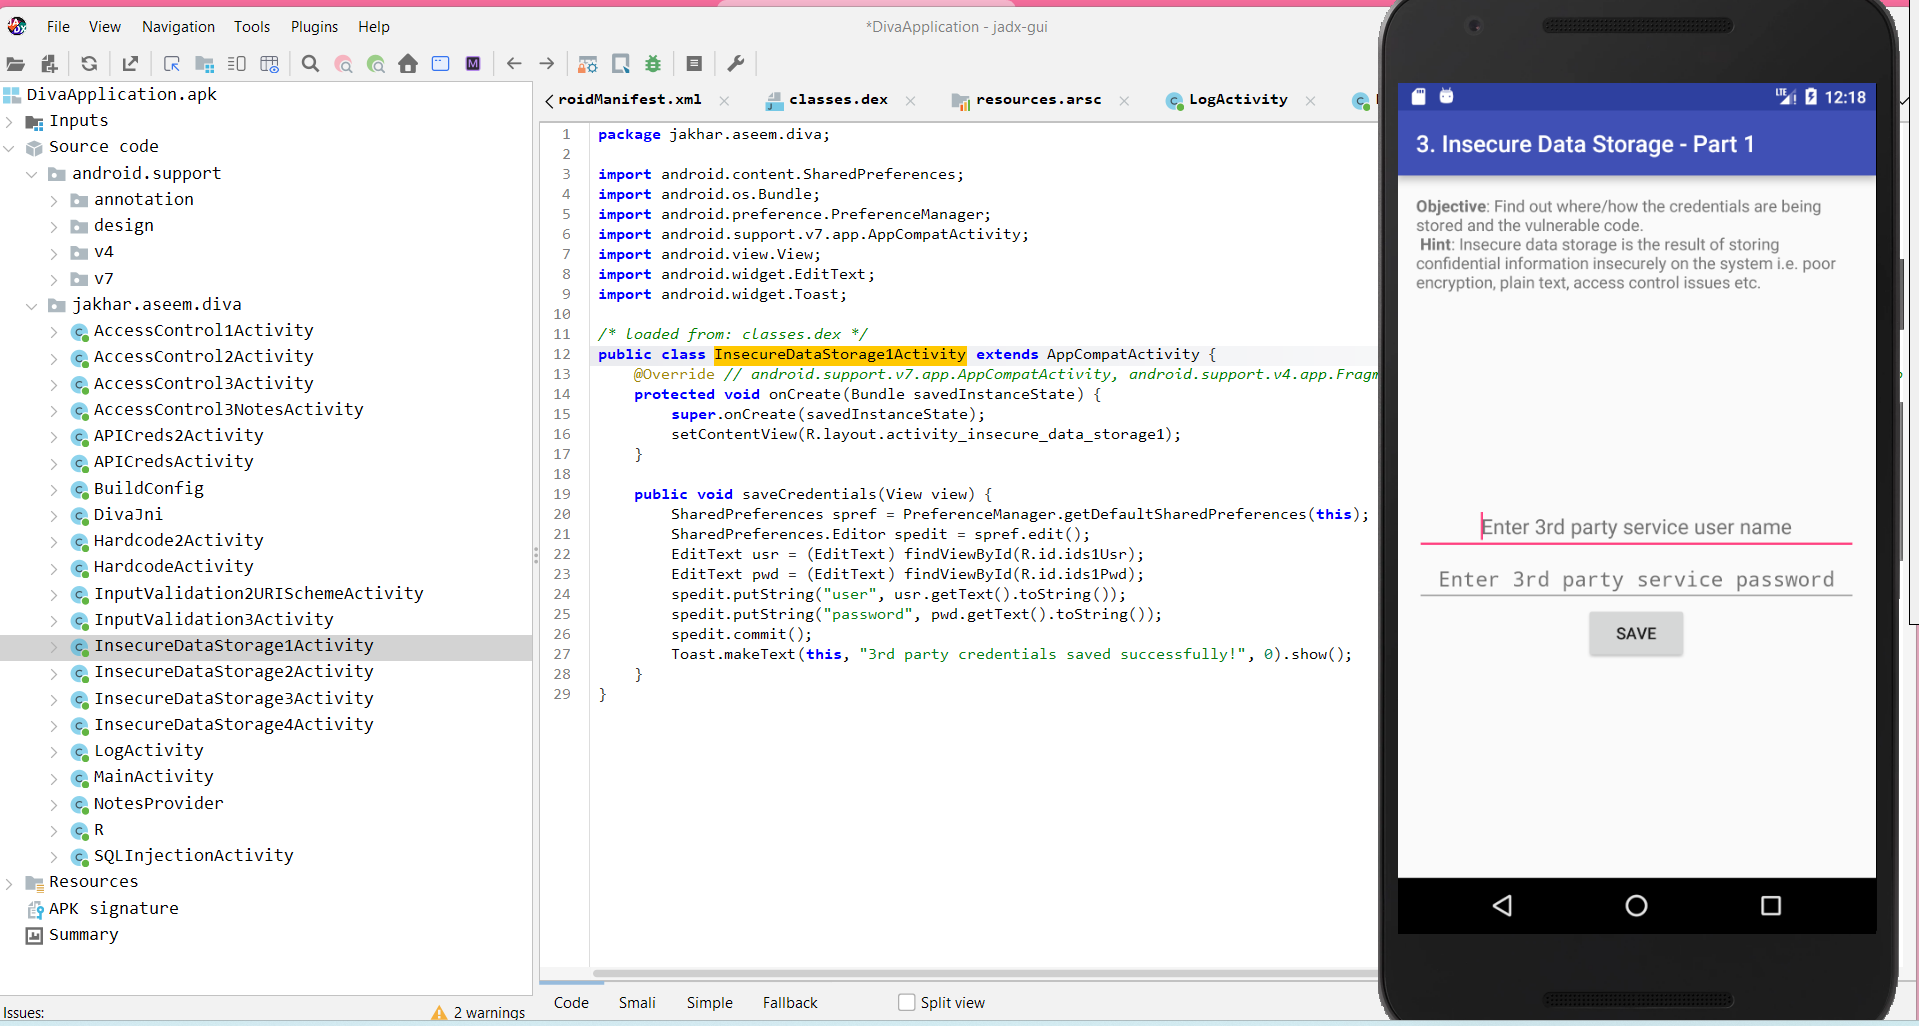 File View Navigation Tools Plugins Help
*DivaApplication - jadx-gui
DivaApplication.apk
Inputs
Source code
android.support
annotation
design
v4
v7
jakhar.aseem.diva
AccessControl1Activity
AccessControl2Activity
AccessControl3Activity
AccessControl3NotesActivity
APICreds2Activity
APICredsActivity
BuildConfig
DivaJni
Hardcode2Activity
HardcodeActivity
InputValidation2URISchemeActivity
InputValidation3Activity
InsecureDataStorage1Activity
InsecureDataStorage2Activity
InsecureDataStorage3Activity
InsecureDataStorage4Activity
LogActivity
MainActivity
NotesProvider
R
SQLInjectionActivity
Resources
APK signature
Summary
Issues: 2 warnings
roidManifest.xml classes.dex resources.arsc LogActivity
1 package jakhar.aseem.diva;
2
3 import android.content.SharedPreferences;
4 import android.os.Bundle;
5 import android.preference.PreferenceManager;
6 import android.support.v7.app.AppCompatActivity;
7 import android.view.View;
8 import android.widget.EditText;
9 import android.widget.Toast;
10
11 /* loaded from: classes.dex */
12 public class InsecureDataStorage1Activity extends AppCompatActivity {
13 @Override // android.support.v7.app.AppCompatActivity, android.support.v4.app.Fragm
14 protected void onCreate(Bundle savedInstanceState) {
15 super.onCreate(savedInstanceState);
16 setContentView(R.layout.activity_insecure_data_storage1);
17 }
18
19 public void saveCredentials(View view) {
20 SharedPreferences spref = PreferenceManager.getDefaultSharedPreferences(this);
21 SharedPreferences.Editor spedit = spref.edit();
22 EditText usr = (EditText) findViewById(R.id.ids1Usr);
23 EditText pwd = (EditText) findViewById(R.id.ids1Pwd);
24 spedit.putString("user", usr.getText().toString());
25 spedit.putString("password", pwd.getText().toString());
26 spedit.commit();
27 Toast.makeText(this, "3rd party credentials saved successfully!", 0).show();
28 }
29 }
Code Smali Simple Fallback Split view
LTE 12:18
3. Insecure Data Storage - Part 1
Objective: Find out where/how the credentials are being
stored and the vulnerable code.
Hint: Insecure data storage is the result of storing
confidential information insecurely on the system i.e. poor
encryption, plain text, access control issues etc.
Enter 3rd party service user name
Enter 3rd party service password
SAVE